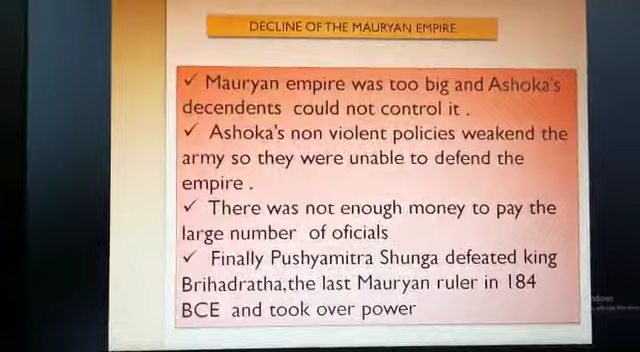 DECLINE OF THE MAURYAN EMPIRE
✓ Mauryan empire was too big and Ashoka's
decendents could not control it .
✓ Ashoka's non violent policies weakend the
army so they were unable to defend the
empire .
✓ There was not enough money to pay the
large number of oficials
✓ Finally Pushyamitra Shunga defeated king
Brihadratha,the last Mauryan ruler in 184
BCE and took over power